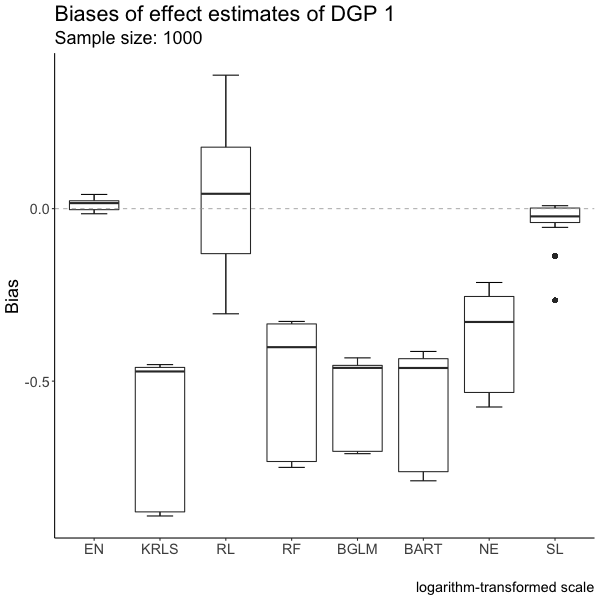 Biases of effect estimates of DGP 1
Sample size: 1000
Bias
0.0
-0.5
EN KRLS RL RF BGLM BART NE SL
logarithm-transformed scale